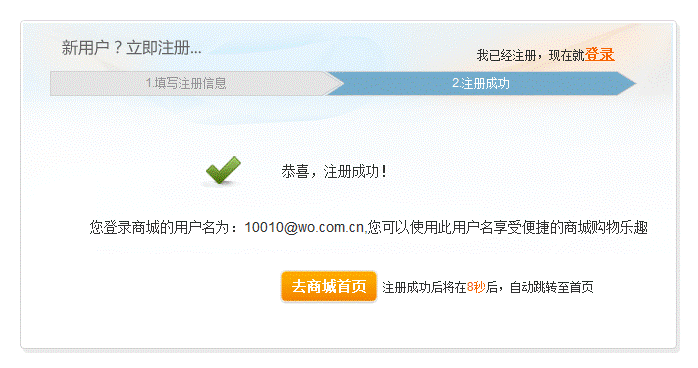 新用户？立即注册...
我已经注册，现在就登录
1.填写注册信息
2.注册成功
恭喜，注册成功！
您登录商城的用户名为：10010@wo.com.cn,您可以使用此用户名享受便捷的商城购物乐趣
去商城首页 注册成功后将在8秒后，自动跳转至首页